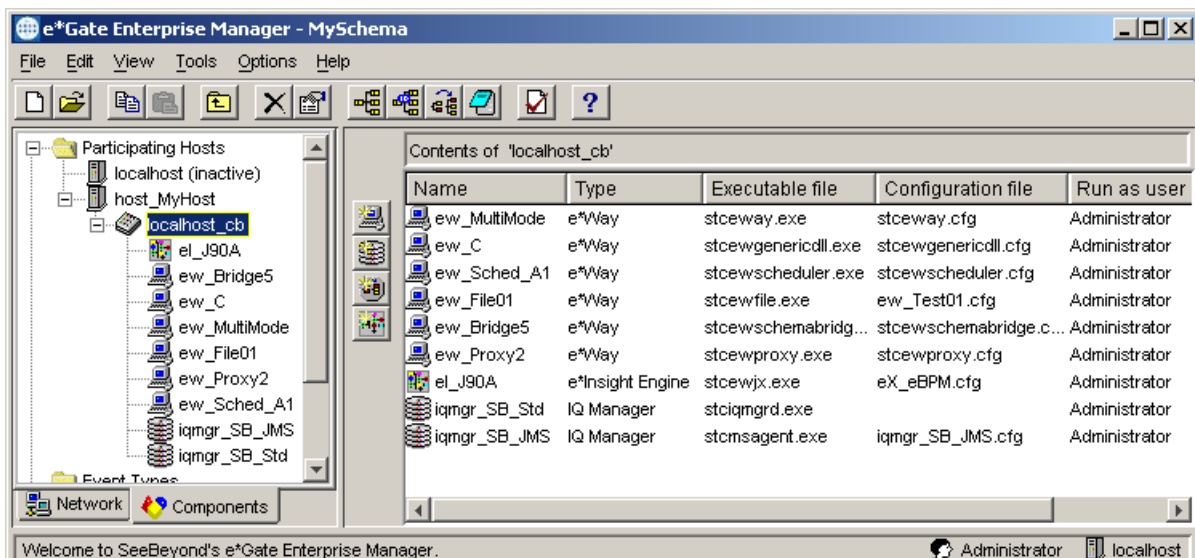 e*Gate Enterprise Manager - MySchema
File Edit View Tools Options Help
Participating Hosts
localhost (inactive)
host_MyHost
localhost_cb
el_J90A
ew_Bridge5
ew_C
ew_MultiMode
ew_File01
ew_Proxy2
ew_Sched_A1
iqmgr_SB_JMS
iqmgr_SB_Std
Event Types
Network Components
Contents of 'localhost_cb'
Name Type Executable file Configuration file Run as user
ew_MultiMode e*Way stceway.exe stceway.cfg Administrator
ew_C e*Way stcewgenericdll.exe stcewgenericdll.cfg Administrator
ew_Sched_A1 e*Way stcewscheduler.exe stcewscheduler.cfg Administrator
ew_File01 e*Way stcewfile.exe ew_Test01.cfg Administrator
ew_Bridge5 e*Way stcewschemabridg... stcewschemabridge.c... Administrator
ew_Proxy2 e*Way stcewproxy.exe stcewproxy.cfg Administrator
el_J90A e*Insight Engine stcewjx.exe eX_eBPM.cfg Administrator
iqmgr_SB_Std IQ Manager stciqmgrd.exe Administrator
iqmgr_SB_JMS IQ Manager stcmsagent.exe iqmgr_SB_JMS.cfg Administrator
Welcome to SeeBeyond's e*Gate Enterprise Manager. Administrator localhost